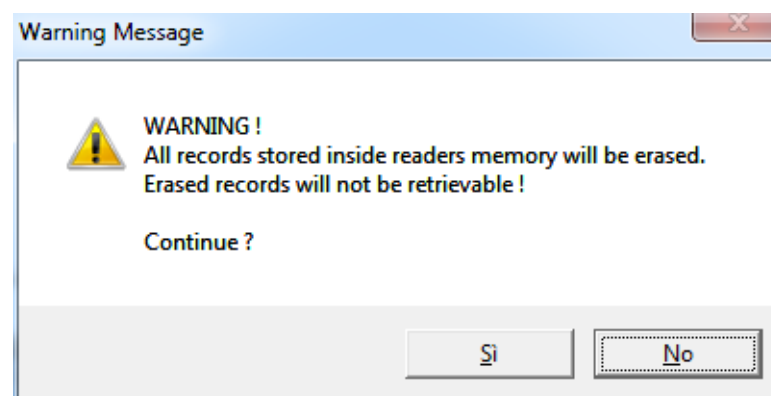 Warning Message
WARNING !
All records stored inside readers memory will be erased.
Erased records will not be retrievable !
Continue ?
Sì
No